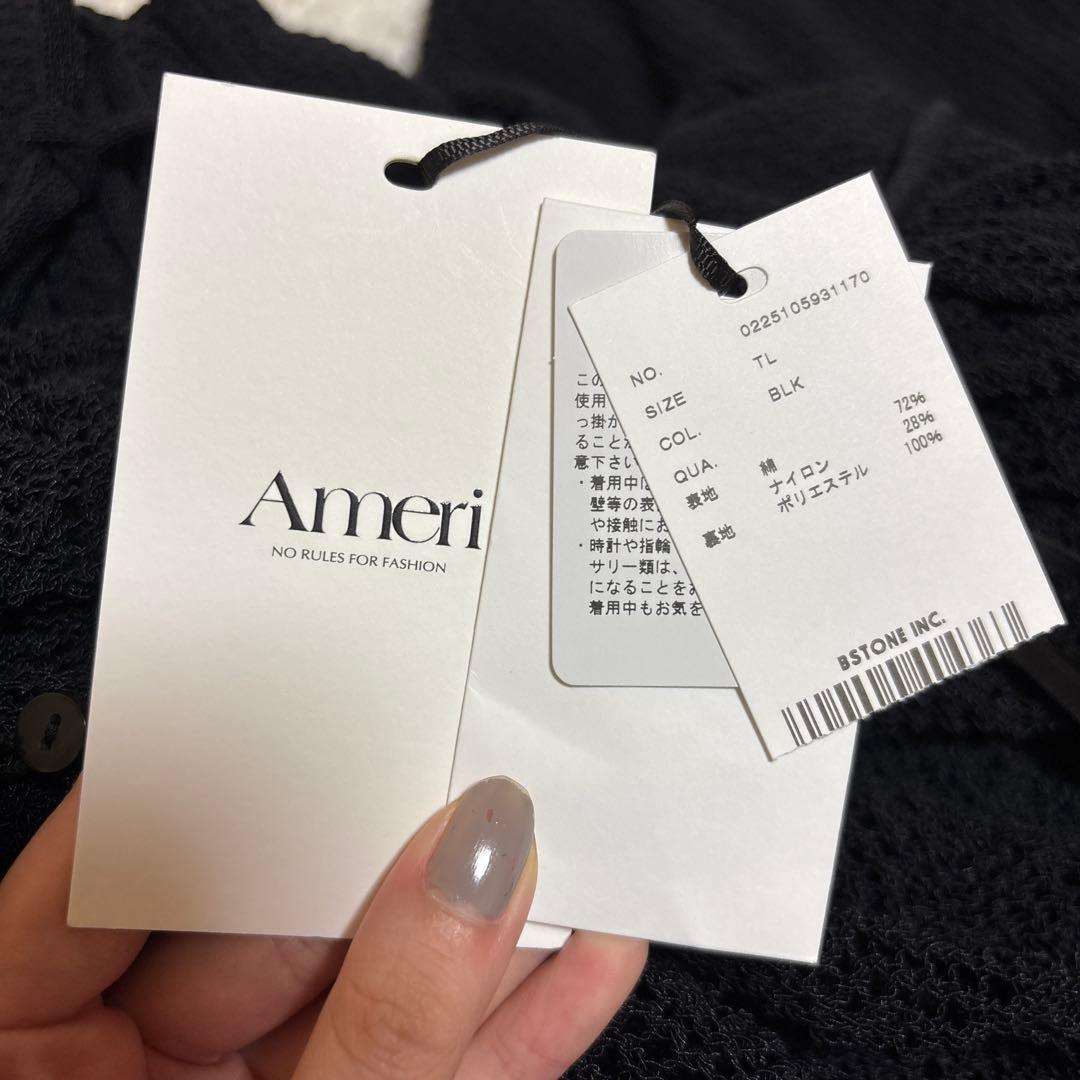 Ameri
NO RULES FOR FASHION
この
使用
っ掛か
ること
意下さい
・着用中は
壁等の表
や接触にお
・時計や指輪
サリー類は、
になることをお
着用中もお気を
NO. 0225105931170
SIZE TL
COL. BLK
QUA.
表地 綿 72%
ナイロン 28%
裏地 ポリエステル 100%
BSTONE INC.